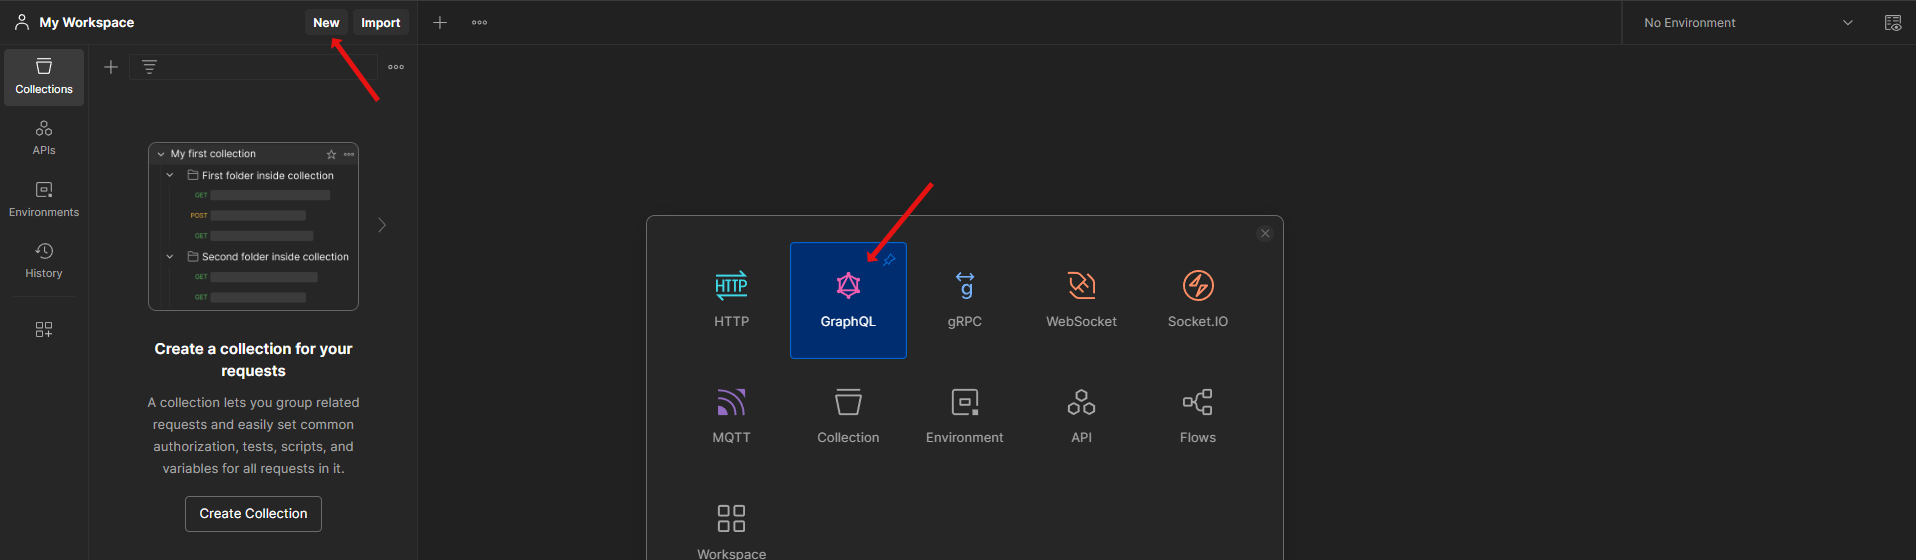 My Workspace
New
Import
No Environment
Collections
APIs
Environments
History
My first collection
First folder inside collection
GET
POST
GET
Second folder inside collection
GET
GET
Create a collection for your
requests
A collection lets you group related
requests and easily set common
authorization, tests, scripts, and
variables for all requests in it.
Create Collection
HTTP
HTTP
GraphQL
g
gRPC
WebSocket
Socket.IO
MQTT
Collection
Environment
API
Flows
Workspace